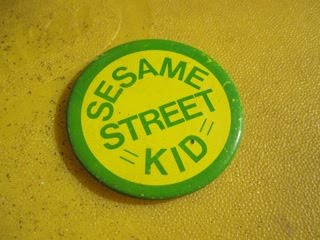 SESAME
STREET
= KID =